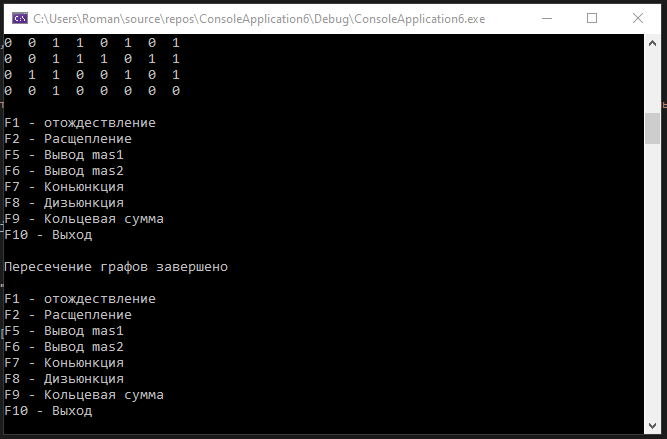 C:\Users\Roman\source\repos\ConsoleApplication6\Debug\ConsoleApplication6.exe
0 0 1 1 0 1 0 1
0 0 1 1 1 0 1 1
0 1 1 0 0 1 0 1
0 0 1 0 0 0 0 0
F1 - отождествление
F2 - Расщепление
F5 - Вывод mas1
F6 - Вывод mas2
F7 - Коньюнкция
F8 - Дизьюнкция
F9 - Кольцевая сумма
F10 - Выход
Пересечение графов завершено
F1 - отождествление
F2 - Расщепление
F5 - Вывод mas1
F6 - Вывод mas2
F7 - Коньюнкция
F8 - Дизьюнкция
F9 - Кольцевая сумма
F10 - Выход